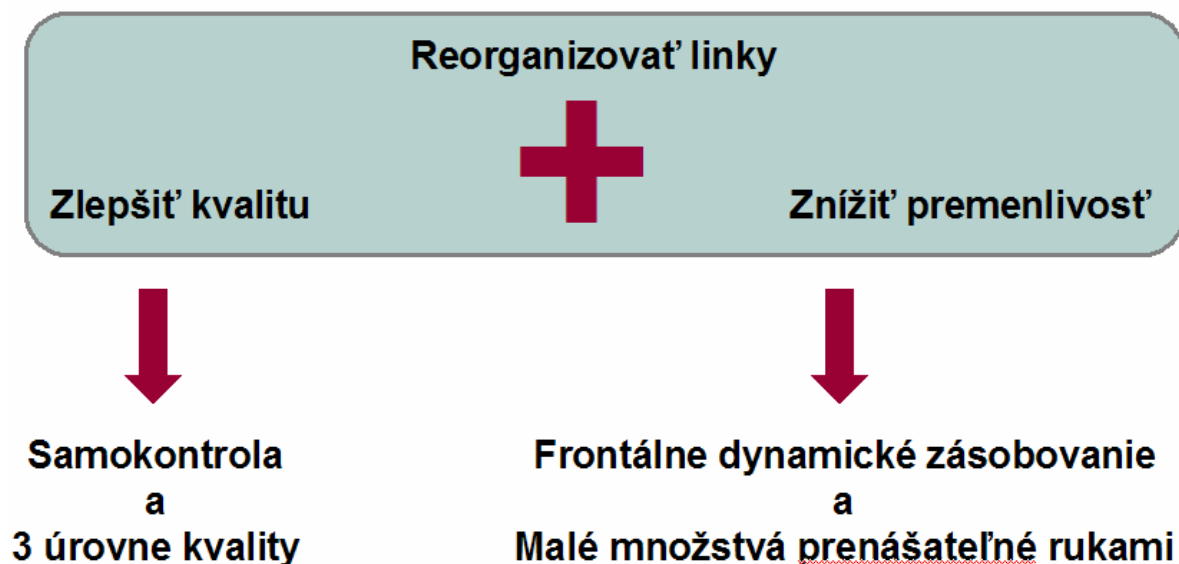 Reorganizovať linky
Zlepšiť kvalitu
Znížiť premenlivosť
Samokontrola
a
3 úrovne kvality
Frontálne dynamické zásobovanie
a
Malé množstvá prenášateľné rukami